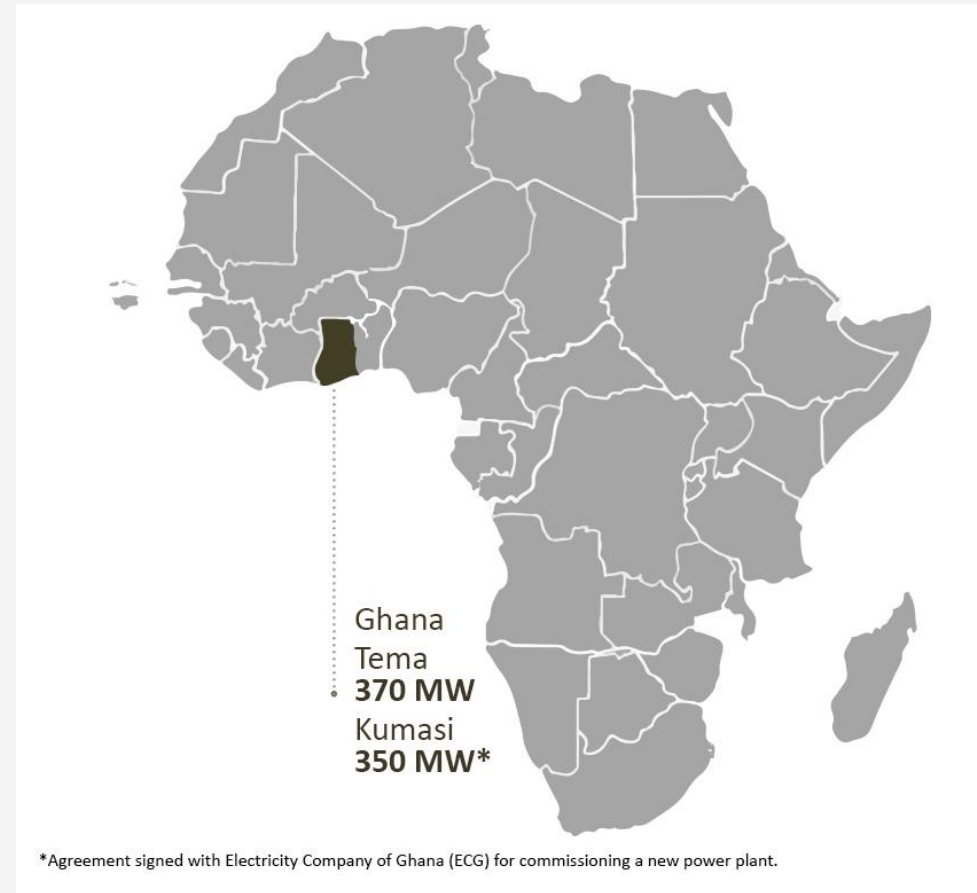 Ghana
Tema
370 MW
Kumasi
350 MW*
*Agreement signed with Electricity Company of Ghana (ECG) for commissioning a new power plant.